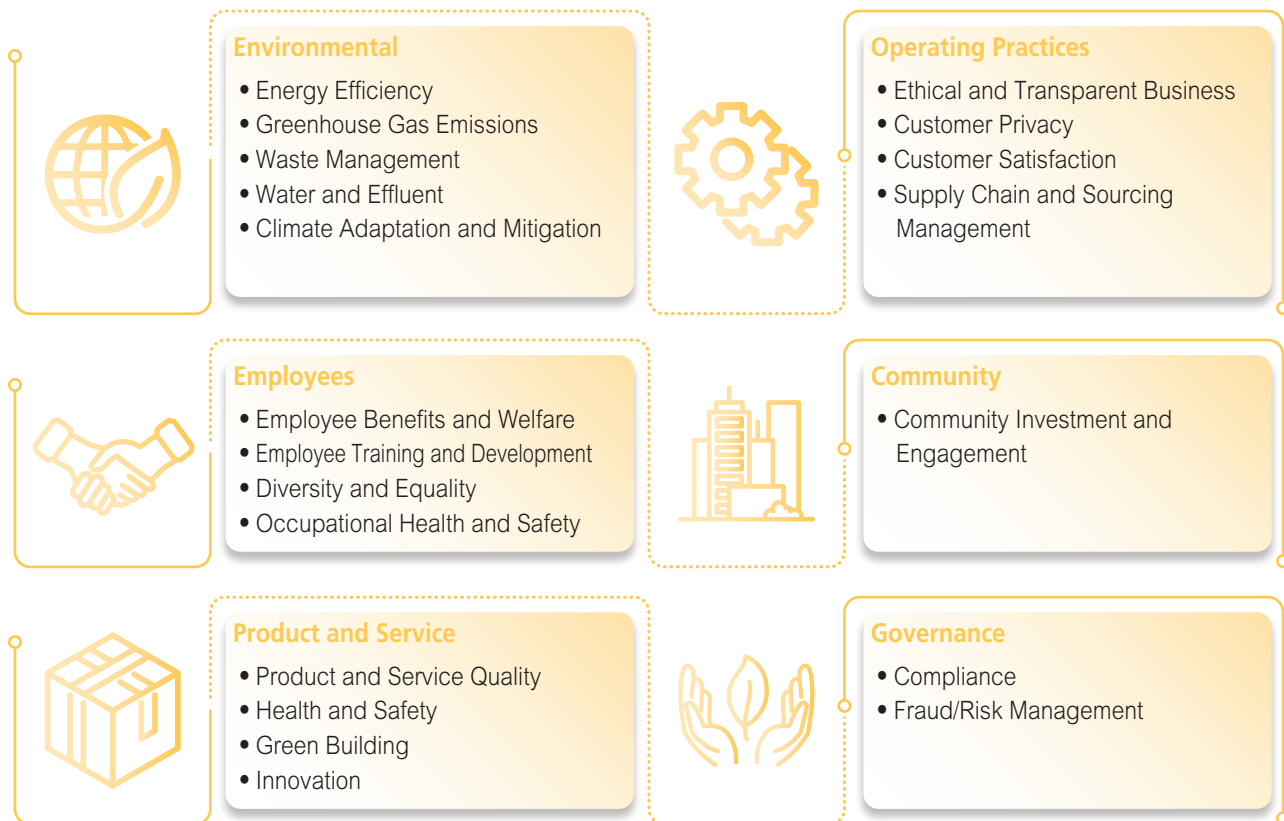 Environmental
• Energy Efficiency
• Greenhouse Gas Emissions
• Waste Management
• Water and Effluent
• Climate Adaptation and Mitigation
Operating Practices
• Ethical and Transparent Business
• Customer Privacy
• Customer Satisfaction
• Supply Chain and Sourcing
Management
Employees
• Employee Benefits and Welfare
• Employee Training and Development
• Diversity and Equality
• Occupational Health and Safety
Community
• Community Investment and
Engagement
Product and Service
• Product and Service Quality
• Health and Safety
• Green Building
• Innovation
Governance
• Compliance
• Fraud/Risk Management